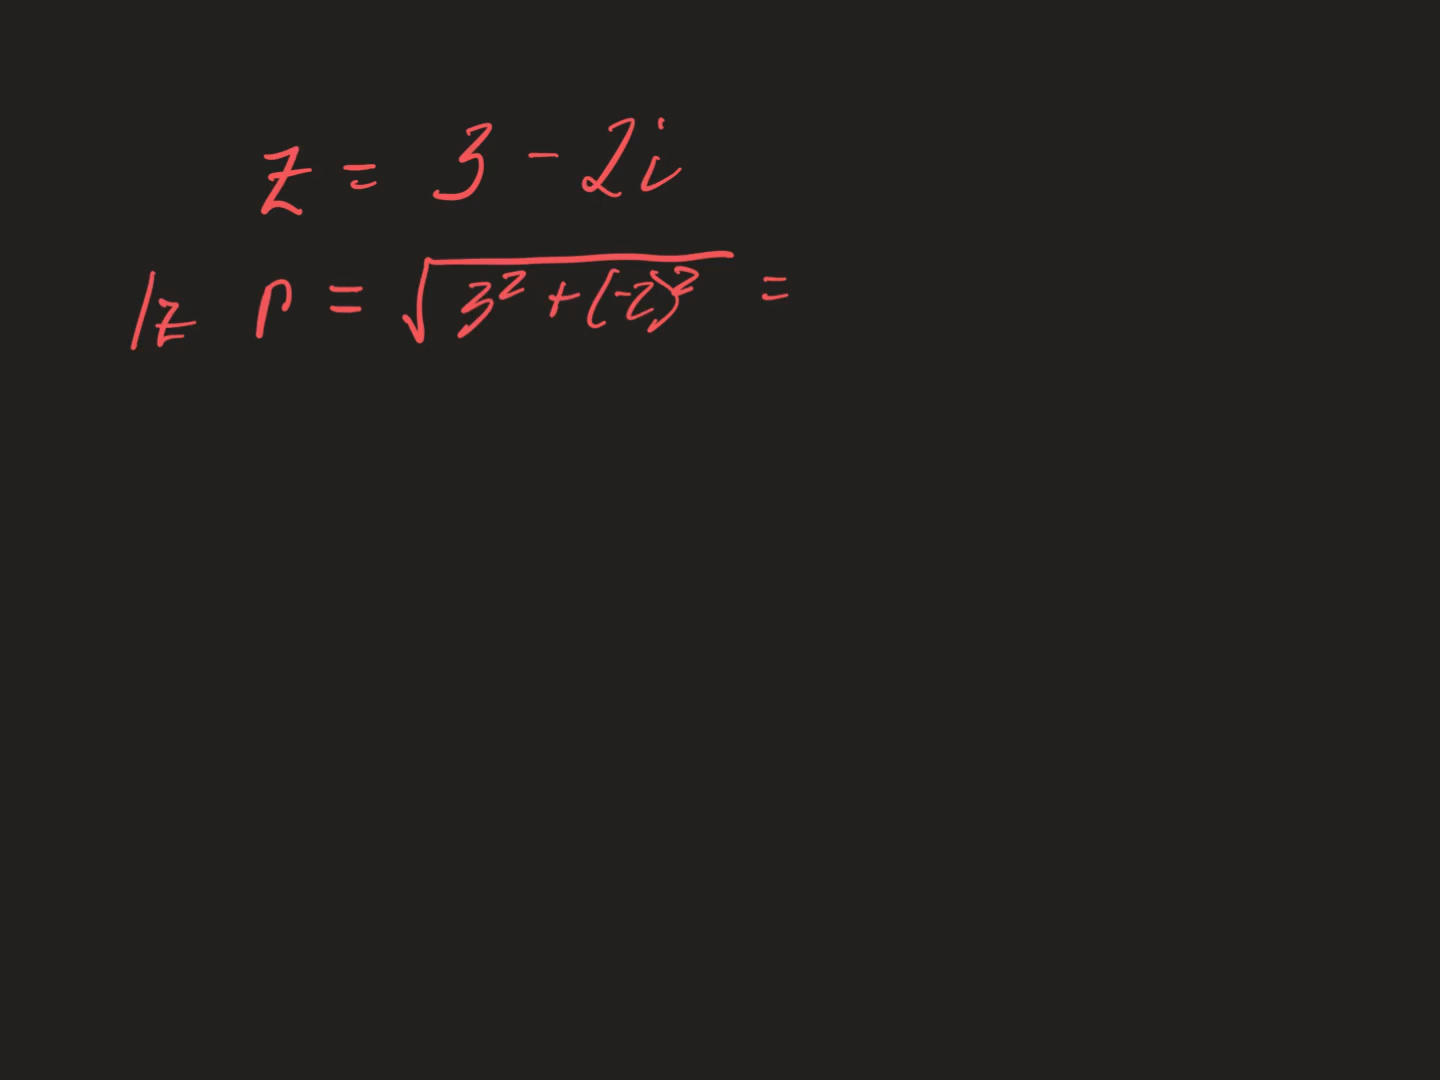 z = 3 - 2i
|z r = √(3² + (-2)²) =